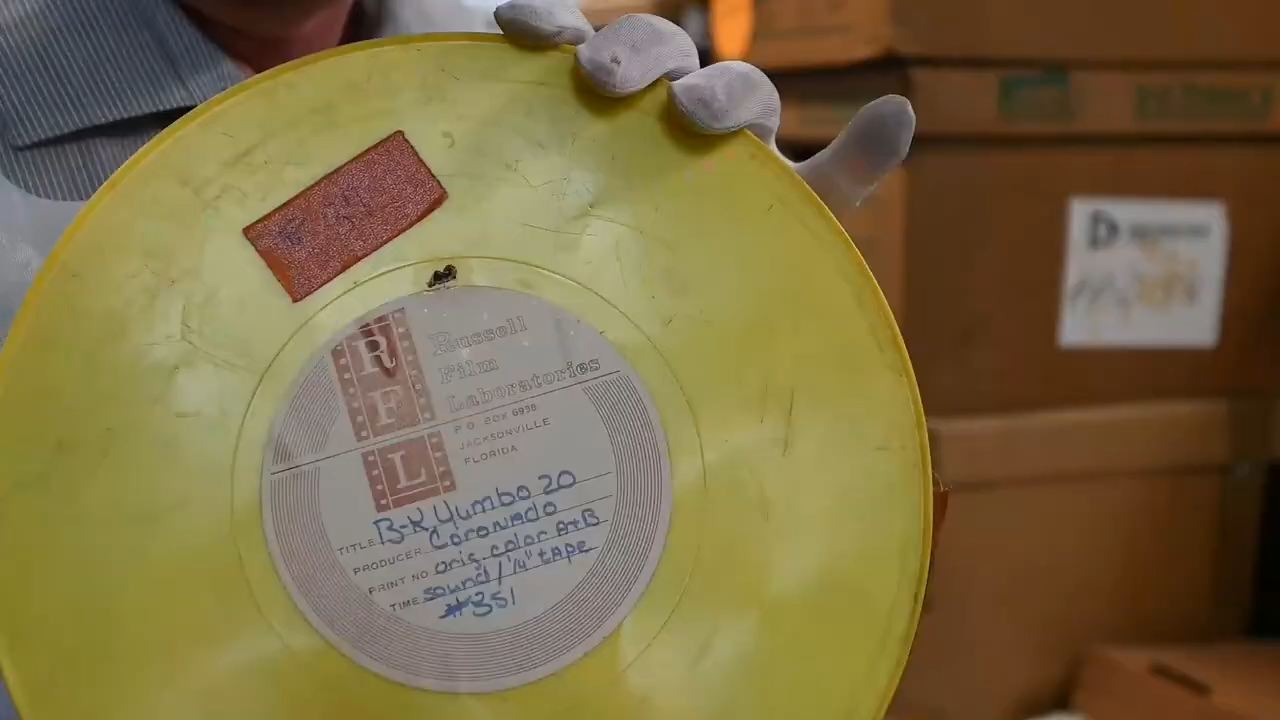 R
F
L
Russell
Film
Laboratories
P O BOX 6938
JACKSONVILLE
FLORIDA
TITLE B-K Yumbo 20
PRODUCER Coronado
PRINT NO orig. color A+B
TIME sound / 1/4" tape
#351
D